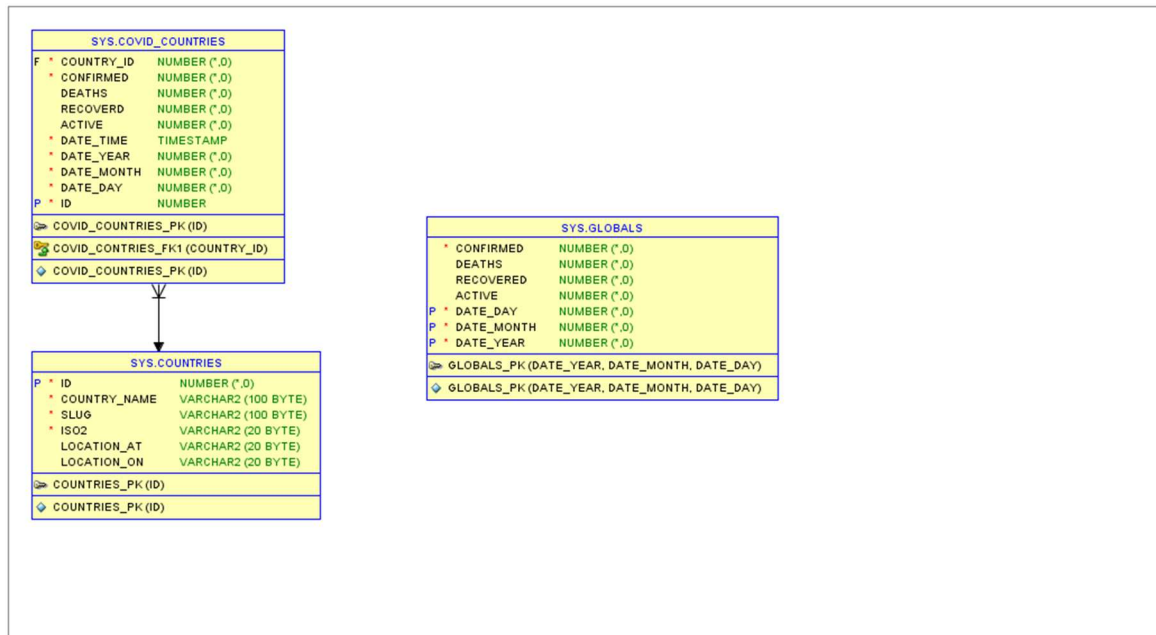 SYS.COVID_COUNTRIES
F * COUNTRY_ID NUMBER (*,0)
* CONFIRMED NUMBER (*,0)
DEATHS NUMBER (*,0)
RECOVERD NUMBER (*,0)
ACTIVE NUMBER (*,0)
* DATE_TIME TIMESTAMP
* DATE_YEAR NUMBER (*,0)
* DATE_MONTH NUMBER (*,0)
* DATE_DAY NUMBER (*,0)
P * ID NUMBER
COVID_COUNTRIES_PK (ID)
COVID_CONTRIES_FK1 (COUNTRY_ID)
COVID_COUNTRIES_PK (ID)
SYS.GLOBALS
* CONFIRMED NUMBER (*,0)
DEATHS NUMBER (*,0)
RECOVERED NUMBER (*,0)
ACTIVE NUMBER (*,0)
P * DATE_DAY NUMBER (*,0)
P * DATE_MONTH NUMBER (*,0)
P * DATE_YEAR NUMBER (*,0)
GLOBALS_PK (DATE_YEAR, DATE_MONTH, DATE_DAY)
GLOBALS_PK (DATE_YEAR, DATE_MONTH, DATE_DAY)
SYS.COUNTRIES
P * ID NUMBER (*,0)
* COUNTRY_NAME VARCHAR2 (100 BYTE)
* SLUG VARCHAR2 (100 BYTE)
* ISO2 VARCHAR2 (20 BYTE)
LOCATION_AT VARCHAR2 (20 BYTE)
LOCATION_ON VARCHAR2 (20 BYTE)
COUNTRIES_PK (ID)
COUNTRIES_PK (ID)